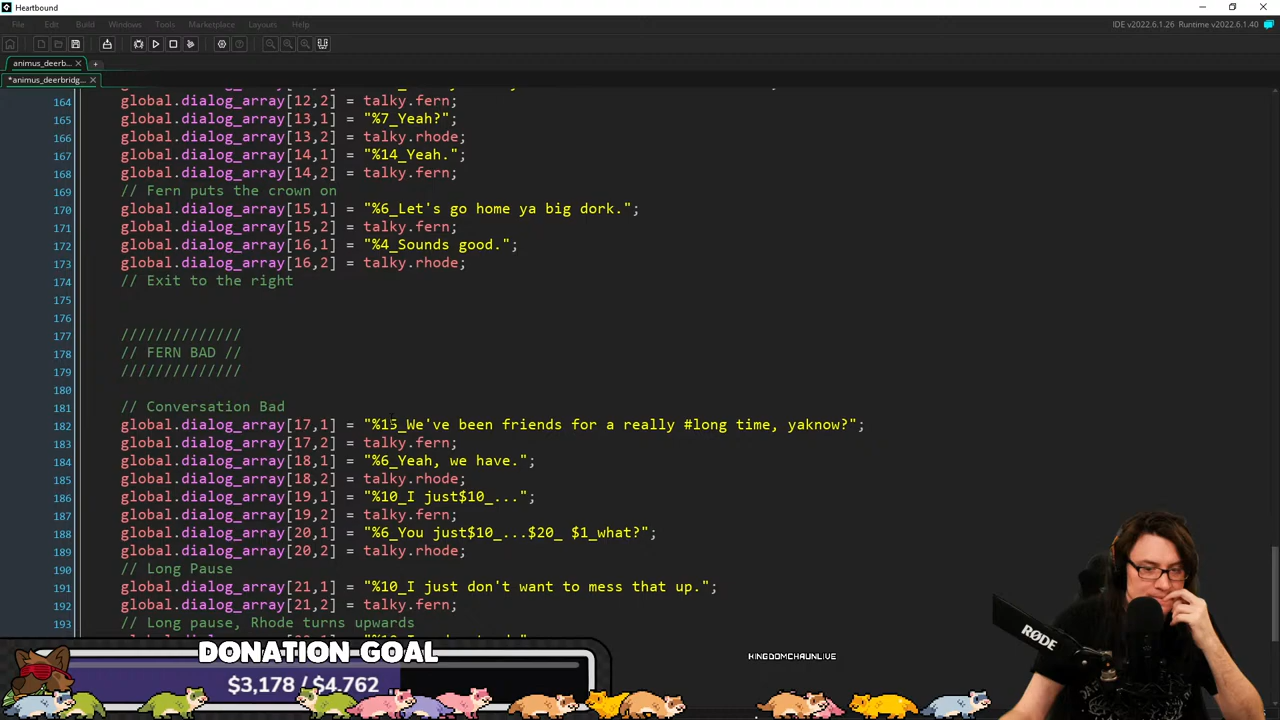 Heartbound
File Edit Build Windows Tools Marketplace Layouts Help
IDE v2022.6.1.26 Runtime v2022.6.1.40
animus_deerb...
*animus_deerbridg...
164 global.dialog_array[12,2] = talky.fern;
165 global.dialog_array[13,1] = "%7_Yeah?";
166 global.dialog_array[13,2] = talky.rhode;
167 global.dialog_array[14,1] = "%14_Yeah.";
168 global.dialog_array[14,2] = talky.fern;
169 // Fern puts the crown on
170 global.dialog_array[15,1] = "%6_Let's go home ya big dork.";
171 global.dialog_array[15,2] = talky.fern;
172 global.dialog_array[16,1] = "%4_Sounds good.";
173 global.dialog_array[16,2] = talky.rhode;
174 // Exit to the right
175
176
177 //////////////
178 // FERN BAD //
179 //////////////
180
181 // Conversation Bad
182 global.dialog_array[17,1] = "%15_We've been friends for a really #long time, yaknow?";
183 global.dialog_array[17,2] = talky.fern;
184 global.dialog_array[18,1] = "%6_Yeah, we have.";
185 global.dialog_array[18,2] = talky.rhode;
186 global.dialog_array[19,1] = "%10_I just$10_...";
187 global.dialog_array[19,2] = talky.fern;
188 global.dialog_array[20,1] = "%6_You just$10_...$20_ $1_what?";
189 global.dialog_array[20,2] = talky.rhode;
190 // Long Pause
191 global.dialog_array[21,1] = "%10_I just don't want to mess that up.";
192 global.dialog_array[21,2] = talky.fern;
193 // Long pause, Rhode turns upwards
DONATION GOAL
$3,178 / $4,762
KINGDOMCHAUNLIVE
RØDE